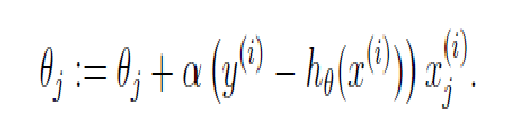 θ_j := θ_j + α (y^{(i)} − h_θ(x^{(i)})) x_j^{(i)}.